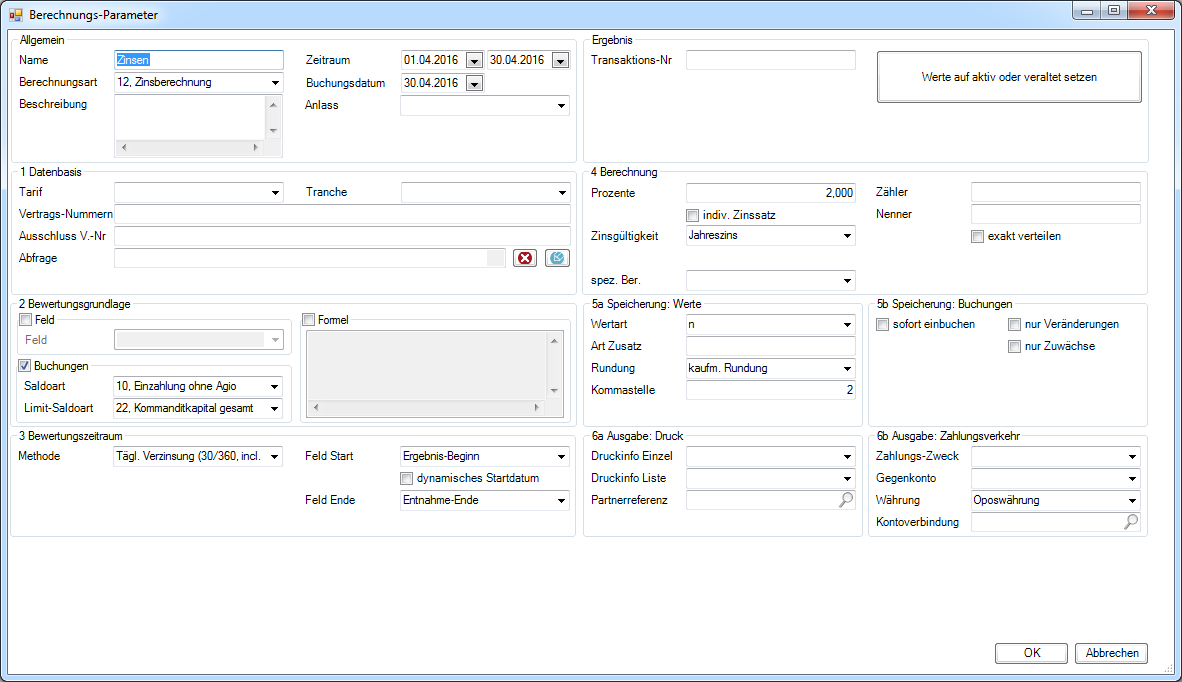 Berechnungs-Parameter
Allgemein
Name Zinsen Zeitraum 01.04.2016 30.04.2016
Berechnungsart 12, Zinsberechnung Buchungsdatum 30.04.2016
Beschreibung Anlass
Ergebnis
Transaktions-Nr Werte auf aktiv oder veraltet setzen
1 Datenbasis
Tarif Tranche
Vertrags-Nummern
Ausschluss V.-Nr
Abfrage
4 Berechnung
Prozente 2,000 Zähler
indiv. Zinssatz Nenner
Zinsgültigkeit Jahreszins exakt verteilen
spez. Ber.
2 Bewertungsgrundlage
Feld
Feld
Buchungen
Saldoart 10, Einzahlung ohne Agio
Limit-Saldoart 22, Kommanditkapital gesamt
Formel
5a Speicherung: Werte
Wertart n
Art Zusatz
Rundung kaufm. Rundung
Kommastelle 2
5b Speicherung: Buchungen
sofort einbuchen nur Veränderungen
nur Zuwächse
3 Bewertungszeitraum
Methode Tägl. Verzinsung (30/360, incl. Feld Start Ergebnis-Beginn
dynamisches Startdatum
Feld Ende Entnahme-Ende
6a Ausgabe: Druck
Druckinfo Einzel
Druckinfo Liste
Partnerreferenz
6b Ausgabe: Zahlungsverkehr
Zahlungs-Zweck
Gegenkonto
Währung Oposwährung
Kontoverbindung
OK Abbrechen